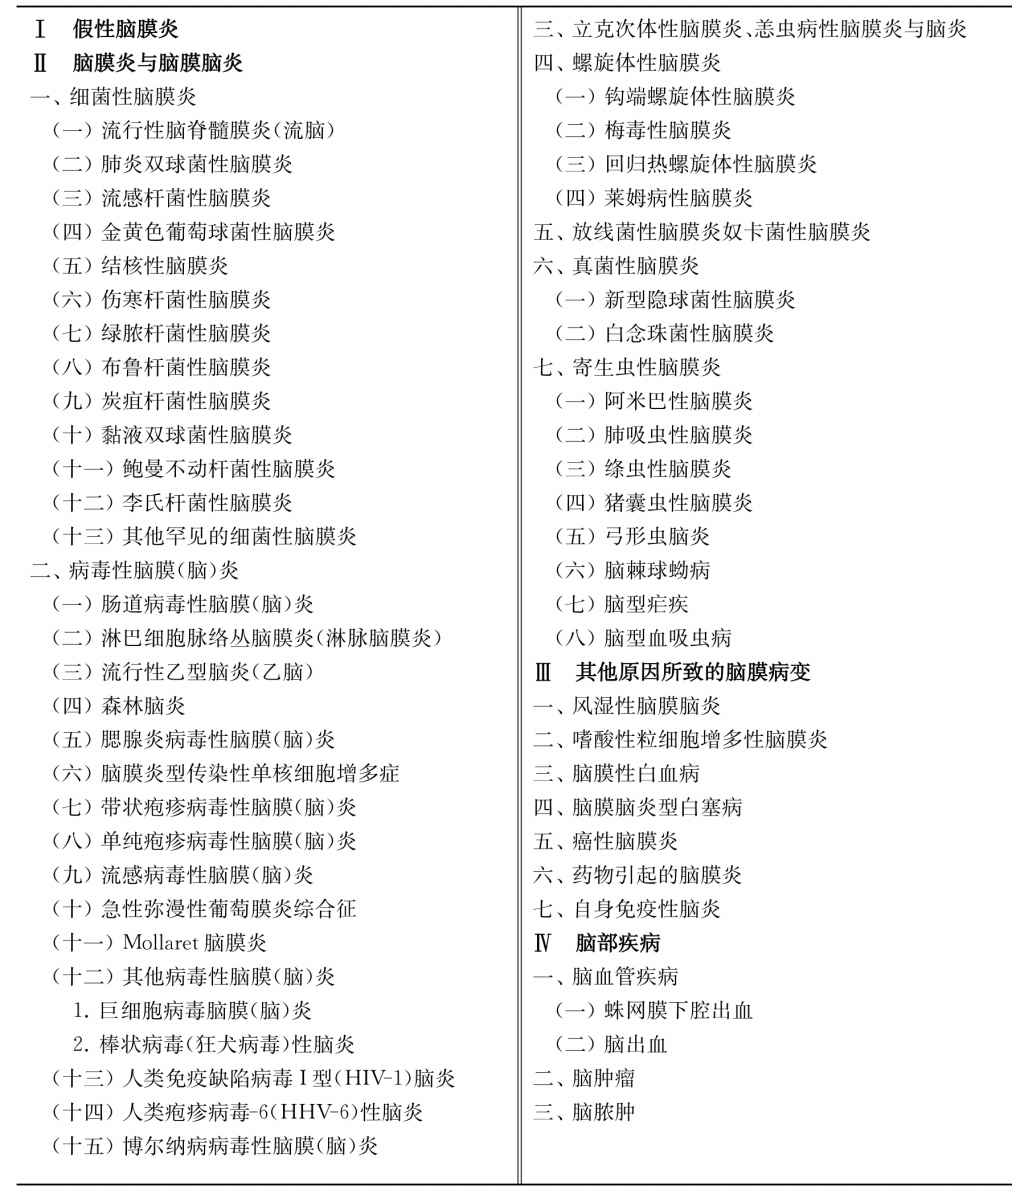 Ⅰ 假性脑膜炎
Ⅱ 脑膜炎与脑膜脑炎
一、细菌性脑膜炎
（一）流行性脑脊髓膜炎(流脑)
（二）肺炎双球菌性脑膜炎
（三）流感杆菌性脑膜炎
（四）金黄色葡萄球菌性脑膜炎
（五）结核性脑膜炎
（六）伤寒杆菌性脑膜炎
（七）绿脓杆菌性脑膜炎
（八）布鲁杆菌性脑膜炎
（九）炭疽杆菌性脑膜炎
（十）黏液双球菌性脑膜炎
（十一）鲍曼不动杆菌性脑膜炎
（十二）李氏杆菌性脑膜炎
（十三）其他罕见的细菌性脑膜炎
二、病毒性脑膜(脑)炎
（一）肠道病毒性脑膜(脑)炎
（二）淋巴细胞脉络丛脑膜炎(淋脉脑膜炎)
（三）流行性乙型脑炎(乙脑)
（四）森林脑炎
（五）腮腺炎病毒性脑膜(脑)炎
（六）脑膜炎型传染性单核细胞增多症
（七）带状疱疹病毒性脑膜(脑)炎
（八）单纯疱疹病毒性脑膜(脑)炎
（九）流感病毒性脑膜(脑)炎
（十）急性弥漫性葡萄膜炎综合征
（十一）Mollaret 脑膜炎
（十二）其他病毒性脑膜(脑)炎
1. 巨细胞病毒脑膜(脑)炎
2. 棒状病毒(狂犬病毒)性脑炎
（十三）人类免疫缺陷病毒 I 型(HIV-1)脑炎
（十四）人类疱疹病毒-6(HHV-6)性脑炎
（十五）博尔纳病病毒性脑膜(脑)炎
三、立克次体性脑膜炎、恙虫病性脑膜炎与脑炎
四、螺旋体性脑膜炎
（一）钩端螺旋体性脑膜炎
（二）梅毒性脑膜炎
（三）回归热螺旋体性脑膜炎
（四）莱姆病性脑膜炎
五、放线菌性脑膜炎奴卡菌性脑膜炎
六、真菌性脑膜炎
（一）新型隐球菌性脑膜炎
（二）白念珠菌性脑膜炎
七、寄生虫性脑膜炎
（一）阿米巴性脑膜炎
（二）肺吸虫性脑膜炎
（三）绦虫性脑膜炎
（四）猪囊虫性脑膜炎
（五）弓形虫脑炎
（六）脑棘球蚴病
（七）脑型疟疾
（八）脑型血吸虫病
Ⅲ 其他原因所致的脑膜病变
一、风湿性脑膜脑炎
二、嗜酸性粒细胞增多性脑膜炎
三、脑膜性白血病
四、脑膜脑炎型白塞病
五、癌性脑膜炎
六、药物引起的脑膜炎
七、自身免疫性脑炎
Ⅳ 脑部疾病
一、脑血管疾病
（一）蛛网膜下腔出血
（二）脑出血
二、脑肿瘤
三、脑脓肿